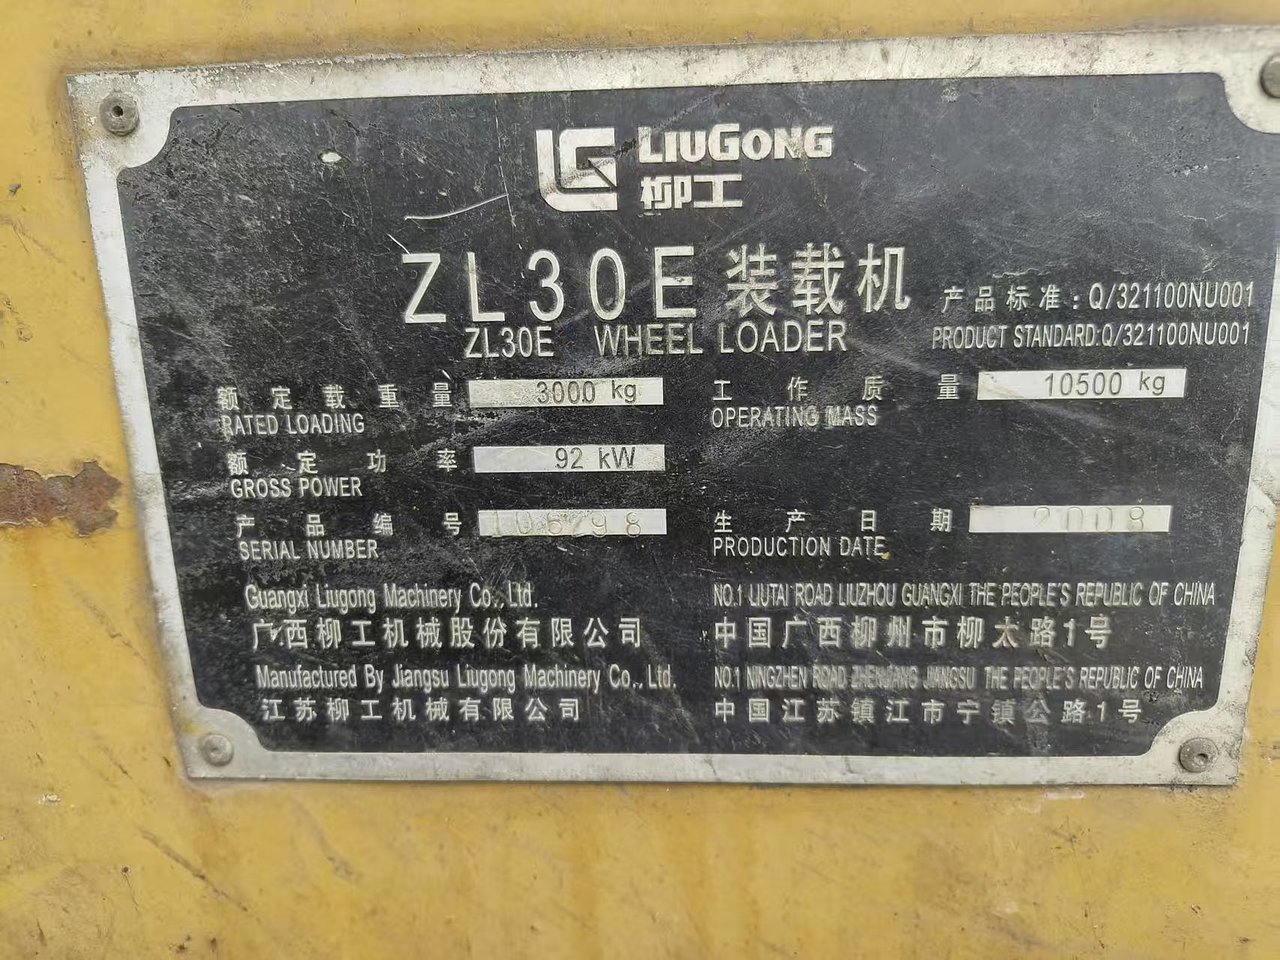 LG LIUGONG
柳工
ZL30E 装载机
ZL30E WHEEL LOADER
产品标准:Q/321100NU001
PRODUCT STANDARD:Q/321100NU001
额定载重量 3000 kg
RATED LOADING
工作质量 10500 kg
OPERATING MASS
额定功率 92 kW
GROSS POWER
产品编号 106798
SERIAL NUMBER
生产日期 2008
PRODUCTION DATE
Guangxi Liugong Machinery Co., Ltd.
NO.1 LIUTAI ROAD LIUZHOU GUANGXI THE PEOPLE'S REPUBLIC OF CHINA
广西柳工机械股份有限公司
中国广西柳州市柳太路1号
Manufactured By Jiangsu Liugong Machinery Co., Ltd.
NO.1 NINGZHEN ROAD ZHENJIANG JIANGSU THE PEOPLE'S REPUBLIC OF CHINA
江苏柳工机械有限公司
中国江苏镇江市宁镇公路1号